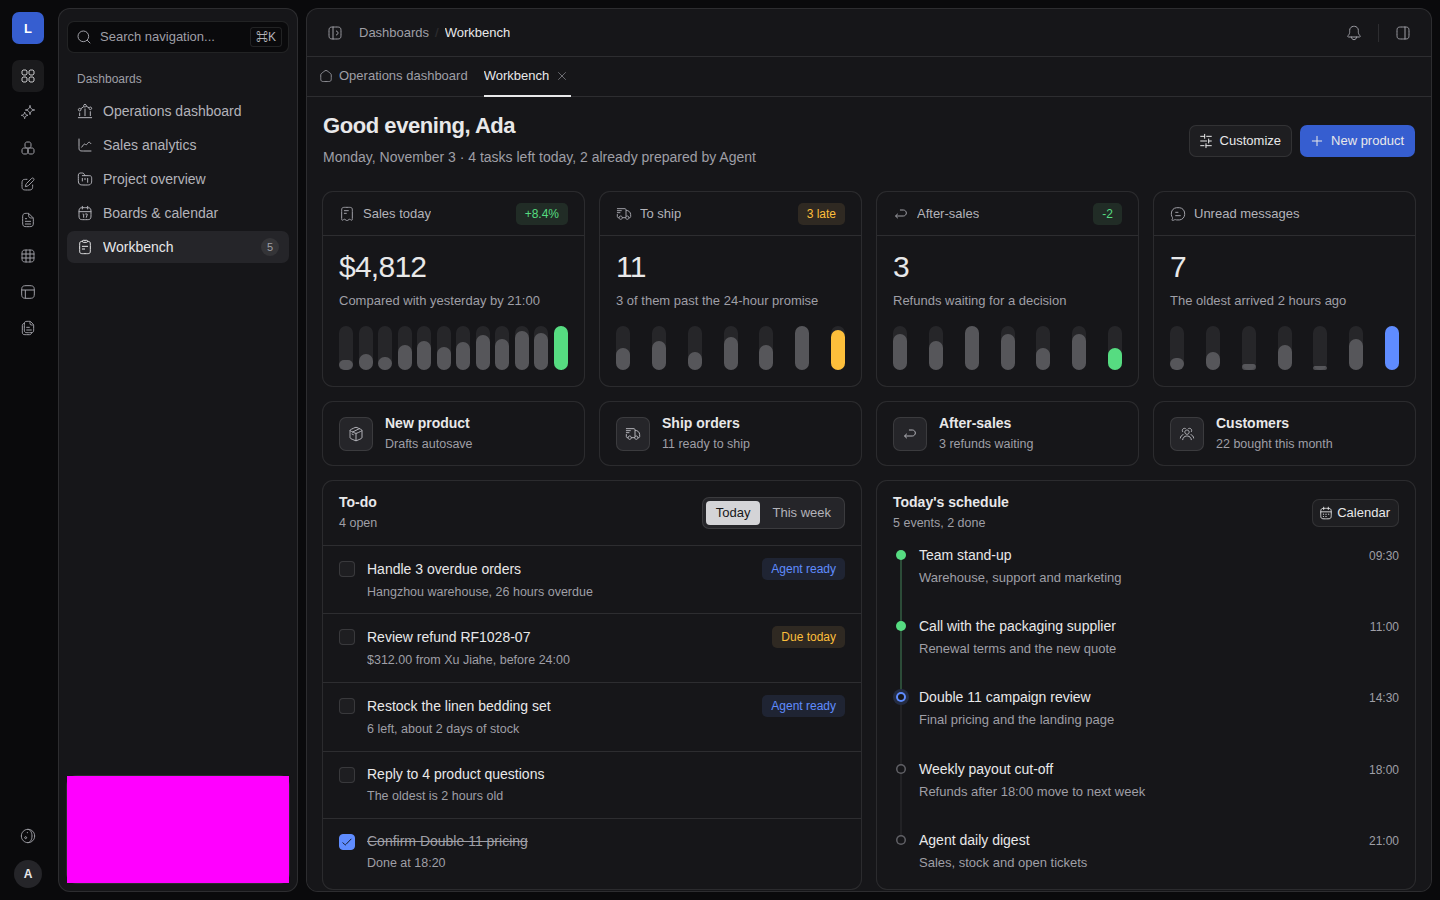 L
Search navigation...
⌘K
Dashboards
Operations dashboard
Sales analytics
Project overview
Boards & calendar
Workbench
5
A
Dashboards / Workbench
Operations dashboard
Workbench
Good evening, Ada
Monday, November 3 · 4 tasks left today, 2 already prepared by Agent
Customize
New product
Sales today
+8.4%
$4,812
Compared with yesterday by 21:00
To ship
3 late
11
3 of them past the 24-hour promise
After-sales
-2
3
Refunds waiting for a decision
Unread messages
7
The oldest arrived 2 hours ago
New product
Drafts autosave
Ship orders
11 ready to ship
After-sales
3 refunds waiting
Customers
22 bought this month
To-do
4 open
Today
This week
Handle 3 overdue orders
Agent ready
Hangzhou warehouse, 26 hours overdue
Review refund RF1028-07
Due today
$312.00 from Xu Jiahe, before 24:00
Restock the linen bedding set
Agent ready
6 left, about 2 days of stock
Reply to 4 product questions
The oldest is 2 hours old
Confirm Double 11 pricing
Done at 18:20
Today's schedule
5 events, 2 done
Calendar
Team stand-up
09:30
Warehouse, support and marketing
Call with the packaging supplier
11:00
Renewal terms and the new quote
Double 11 campaign review
14:30
Final pricing and the landing page
Weekly payout cut-off
18:00
Refunds after 18:00 move to next week
Agent daily digest
21:00
Sales, stock and open tickets